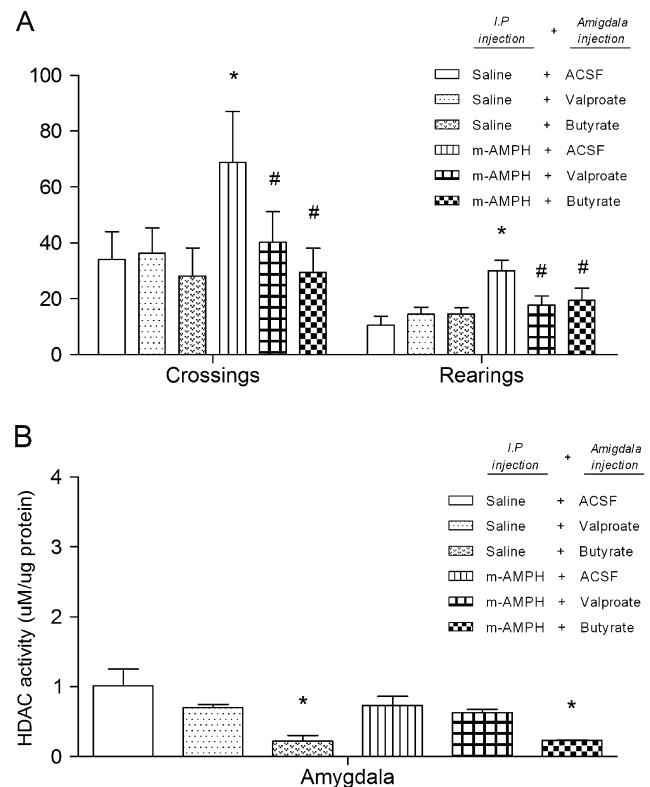 A
I.P + Amigdala
injection injection
Saline + ACSF
Saline + Valproate
Saline + Butyrate
m-AMPH + ACSF
m-AMPH + Valproate
m-AMPH + Butyrate
100
80
60
40
20
0
*
#
#
*
#
#
Crossings Rearings
B
I.P + Amigdala
injection injection
Saline + ACSF
Saline + Valproate
Saline + Butyrate
m-AMPH + ACSF
m-AMPH + Valproate
m-AMPH + Butyrate
HDAC activity (uM/ug protein)
4
3
2
1
0
*
*
Amygdala